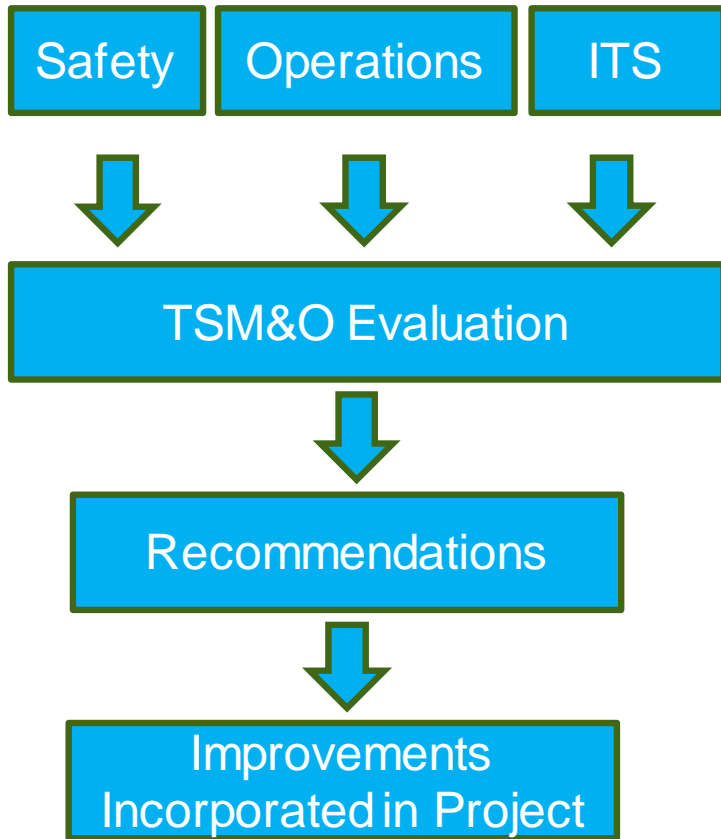 Safety Operations ITS
TSM&O Evaluation
Recommendations
Improvements
Incorporated in Project